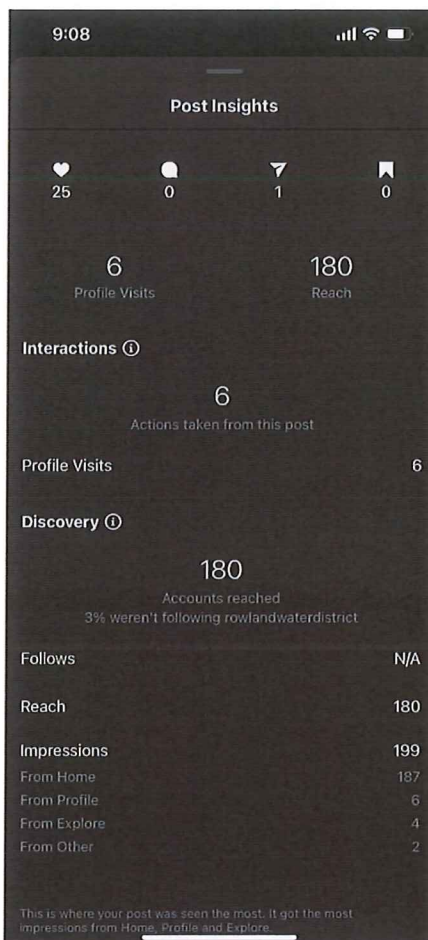 9:08
Post Insights
25 0 1 0
6 180
Profile Visits Reach
Interactions
6
Actions taken from this post
Profile Visits 6
Discovery
180
Accounts reached
3% weren't following rowlandwaterdistrict
Follows N/A
Reach 180
Impressions 199
From Home 187
From Profile 6
From Explore 4
From Other 2
This is where your post was seen the most. It got the most
impressions from Home, Profile and Explore.